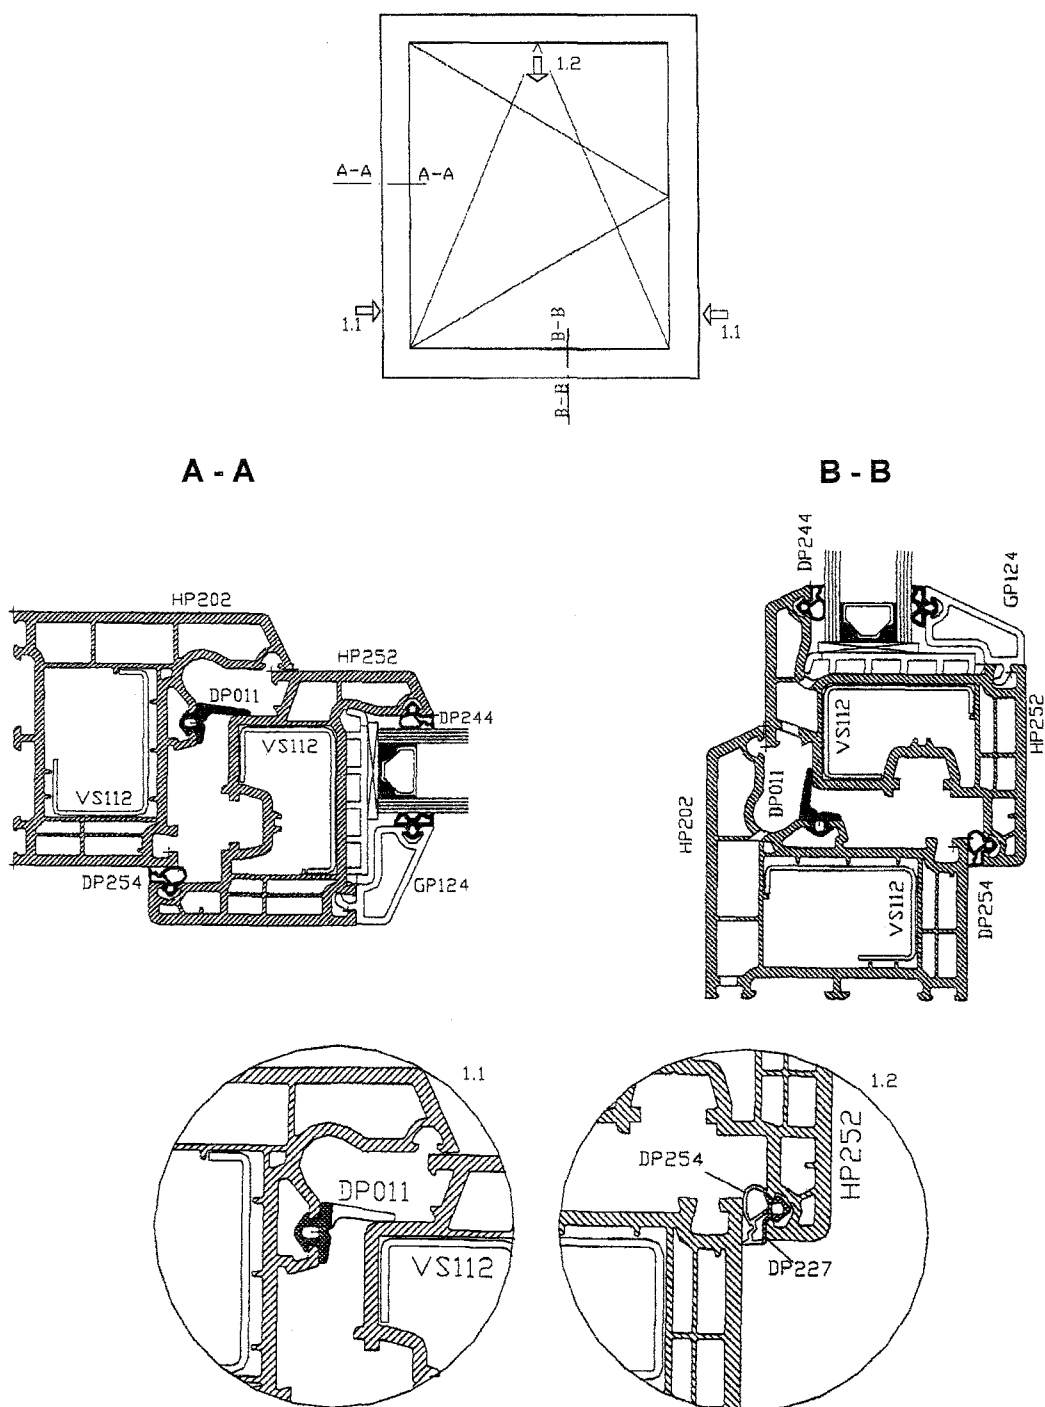 1.2
A-A A-A
B-B
1.1
1.1
B-B
A - A
B - B
HP202
HP252
DP011
DP244
VS112
VS112
DP254
GP124
DP244
GP124
VS112
HP252
DP011
HP202
VS112
DP254
1.1
DP011
VS112
1.2
DP254
HP252
DP227